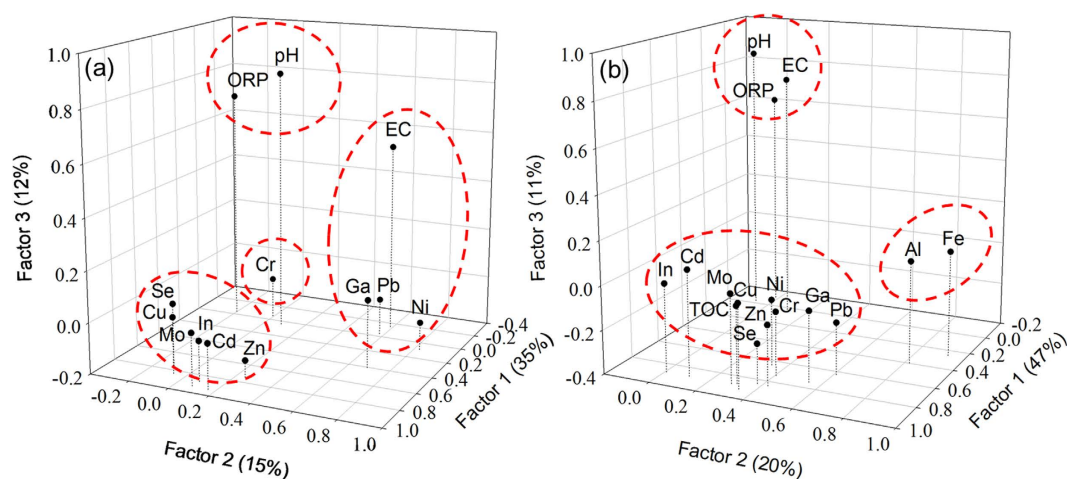 (a)
pH
ORP
EC
Cr
Se
Cu
Mo
In
Cd
Zn
Ga
Pb
Ni
1.0
0.8
0.6
0.4
0.2
0.0
-0.2
Factor 3 (12%)
-0.2
0.0
0.2
0.4
0.6
0.8
1.0
Factor 2 (15%)
-0.4
-0.2
0.0
0.2
0.4
0.6
0.8
1.0
Factor 1 (35%)
(b)
pH
EC
ORP
Al
Fe
In
Cd
Mo
Cu
Ni
TOC
Zn
Cr
Se
Ga
Pb
1.0
0.8
0.6
0.4
0.2
0.0
-0.2
-0.4
Factor 3 (11%)
0.0
0.2
0.4
0.6
0.8
1.0
Factor 2 (20%)
-0.2
0.0
0.2
0.4
0.6
0.8
1.0
Factor 1 (47%)